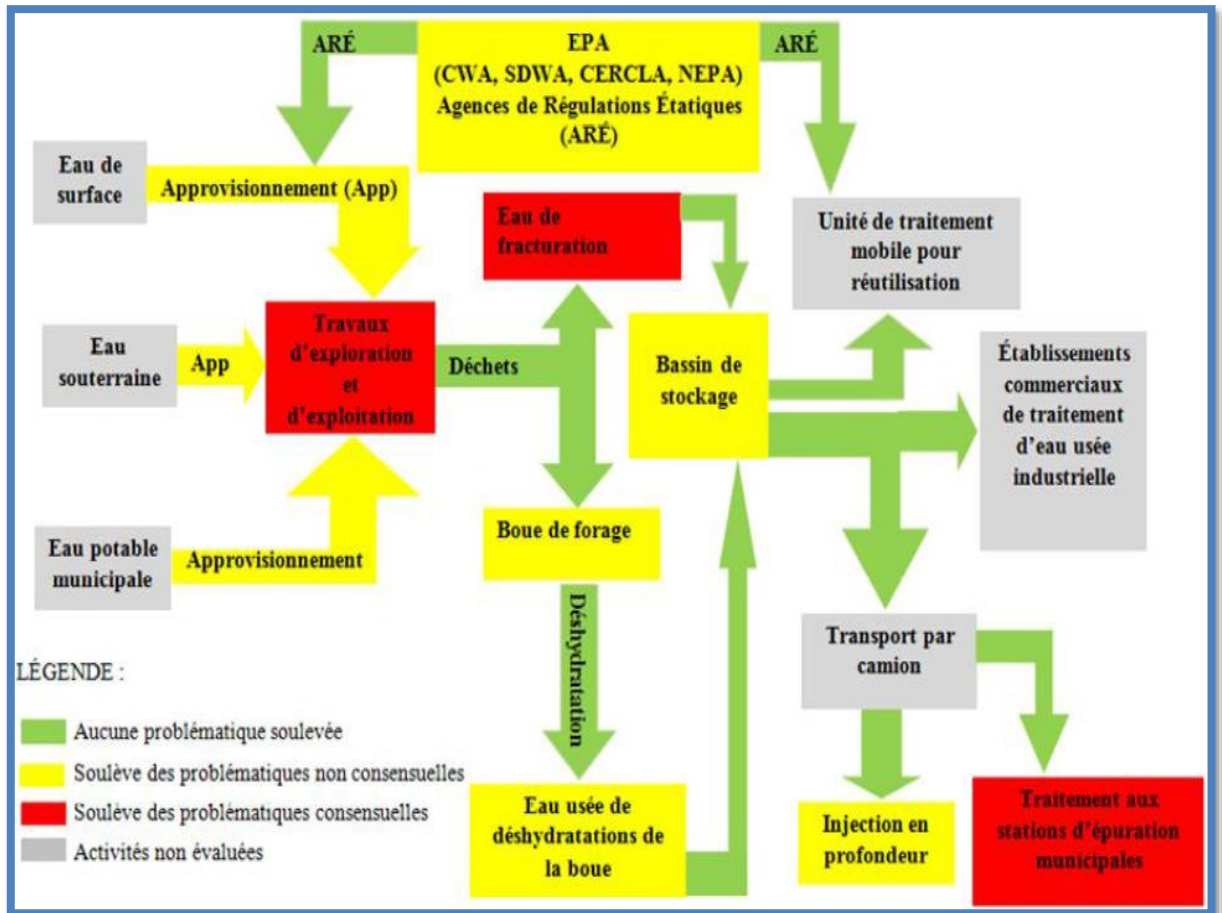 ARÉ
EPA
(CWA, SDWA, CERCLA, NEPA)
Agences de Régulations Étatiques
(ARÉ)
ARÉ
Eau de
surface
Approvisionnement (App)
Eau de
fracturation
Unité de traitement
mobile pour
réutilisation
Eau
souterraine
App
Travaux
d'exploration
et
d'exploitation
Déchets
Bassin de
stockage
Établissements
commerciaux
de traitement
d'eau usée
industrielle
Eau potable
municipale
Approvisionnement
Boue de forage
Déshydratation
Transport par
camion
Eau usée de
déshydratations de
la boue
Injection en
profondeur
Traitement aux
stations d'épuration
municipales
LÉGENDE :
Aucune problématique soulevée
Soulève des problématiques non consensuelles
Soulève des problématiques consensuelles
Activités non évaluées